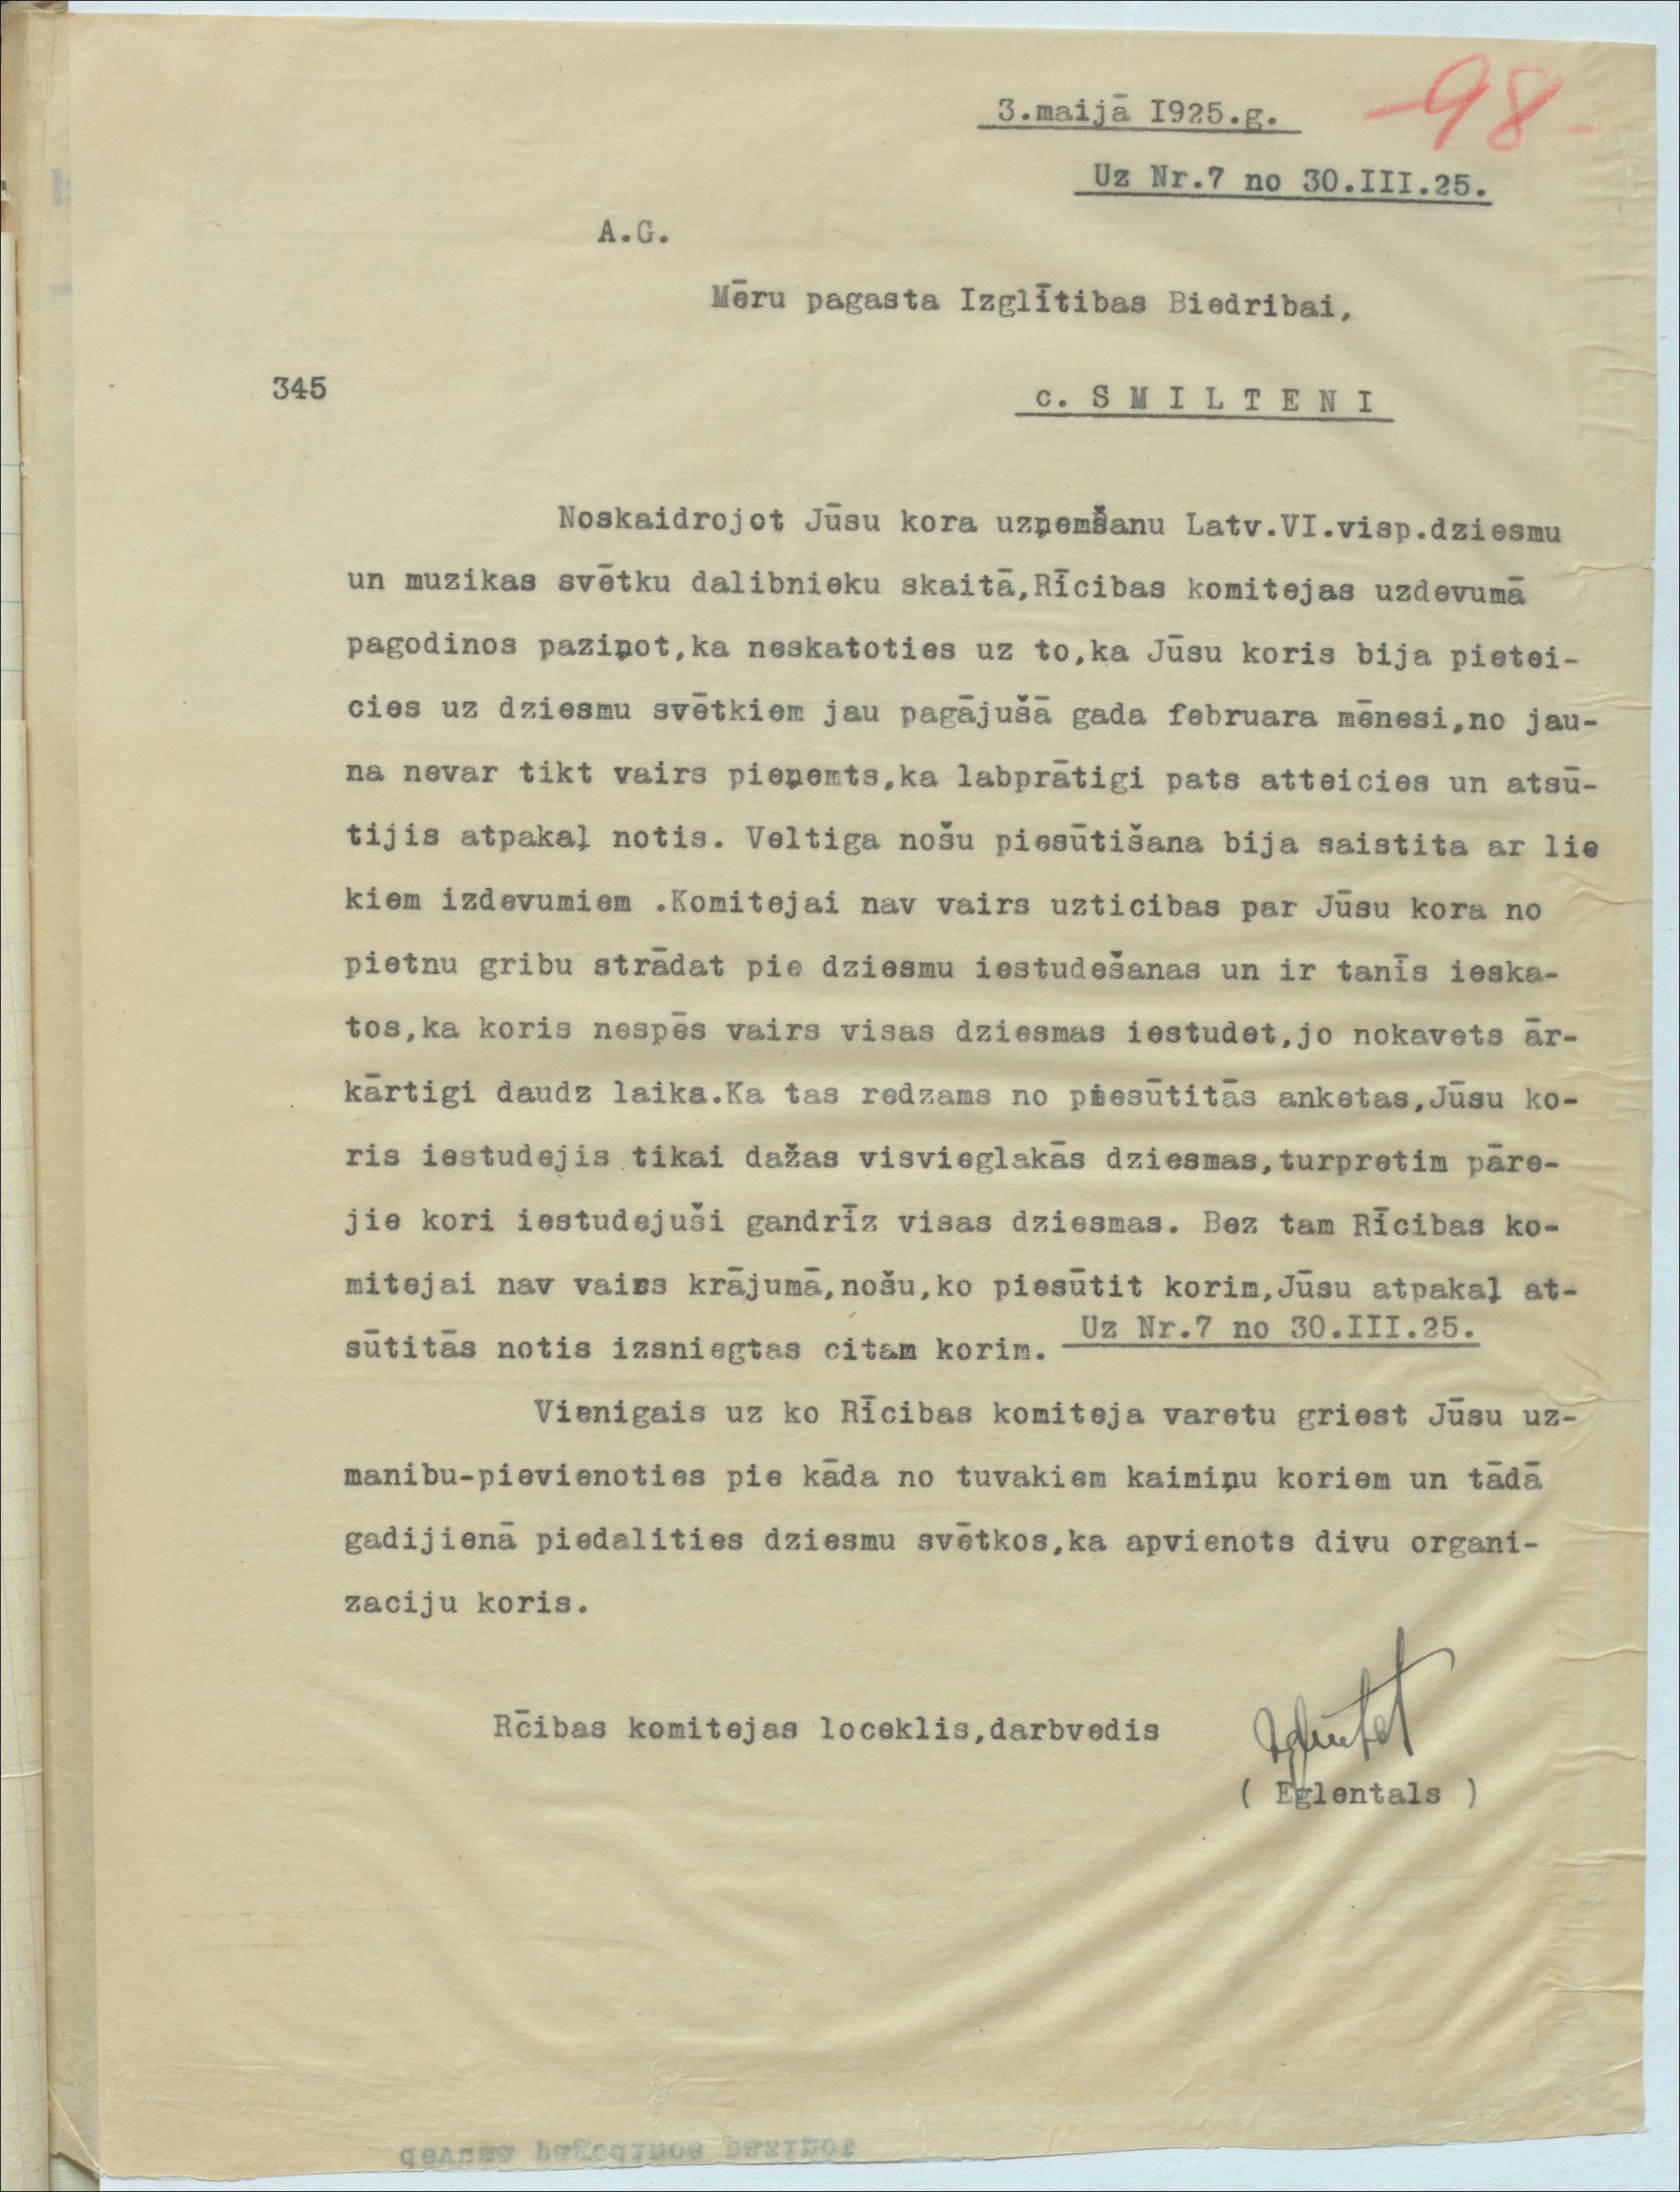 -98-
3.maijā I925.g.
Uz Nr.7 no 30.III.25.
A.G.
Mēru pagasta Izglītibas Biedribai,
345
c. S M I L T E N I
Noskaidrojot Jūsu kora uzņemšanu Latv.VI.visp.dziesmu
un muzikas svētku dalibnieku skaitā,Rīcibas komitejas uzdevumā
pagodinos paziņot,ka neskatoties uz to,ka Jūsu koris bija pietei-
cies uz dziesmu svētkiem jau pagājušā gada februara mēnesi,no jau-
na nevar tikt vairs pieņemts,ka labprātigi pats atteicies un atsū-
tijis atpakaļ notis. Veltiga nošu piesūtišana bija saistita ar lie
kiem izdevumiem .Komitejai nav vairs uzticibas par Jūsu kora no
pietnu gribu strādat pie dziesmu iestudešanas un ir tanīs ieska-
tos,ka koris nespēs vairs visas dziesmas iestudet,jo nokavets ār-
kārtigi daudz laika.Ka tas redzams no piesūtitās anketas,Jūsu ko-
ris iestudejis tikai dažas visvieglakās dziesmas,turpretim pāre-
jie kori iestudejuši gandrīz visas dziesmas. Bez tam Rīcibas ko-
mitejai nav vairs krājumā,nošu,ko piesūtit korim,Jūsu atpakaļ at-
sūtitās notis izsniegtas citam korim.
Uz Nr.7 no 30.III.25.
Vienigais uz ko Rīcibas komiteja varetu griest Jūsu uz-
manibu-pievienoties pie kāda no tuvakiem kaimiņu koriem un tādā
gadijienā piedalities dziesmu svētkos,ka apvienots divu organi-
zaciju koris.
Rc̄ibas komitejas loceklis,darbvedis
( Eglentals )